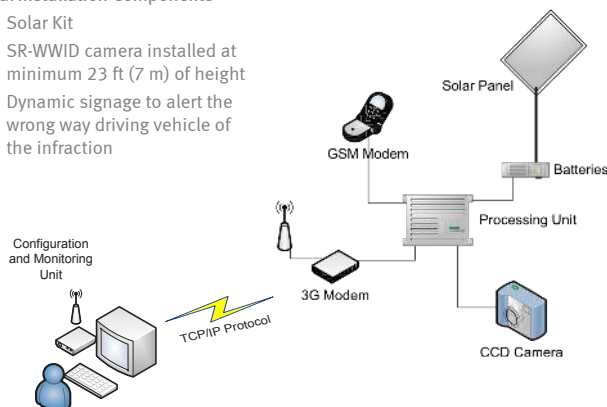 Installation Components
Solar Kit
SR-WWID camera installed at
minimum 23 ft (7 m) of height
Dynamic signage to alert the
wrong way driving vehicle of
the infraction
Solar Panel
GSM Modem
Batteries
Processing Unit
Configuration
and Monitoring
Unit
3G Modem
TCP/IP Protocol
CCD Camera